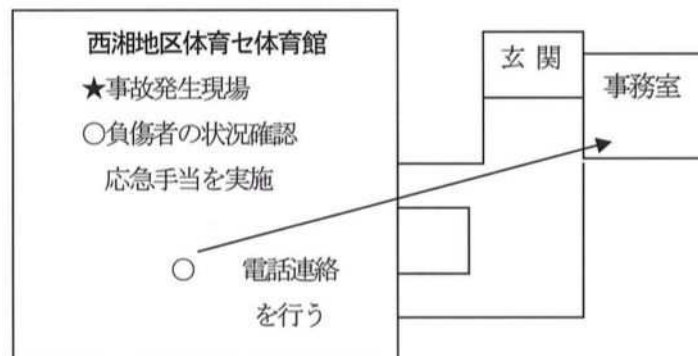 西湘地区体育セ体育館
★事故発生現場
○負傷者の状況確認
応急手当を実施
○ 電話連絡
を行う
玄関
事務室